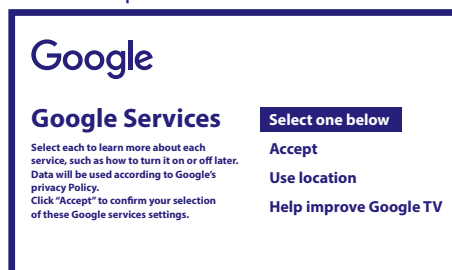 Google
Google Services
Select each to learn more about each
service, such as how to turn it on or off later.
Data will be used according to Google's
privacy Policy.
Click “Accept” to confirm your selection
of these Google services settings.
Select one below
Accept
Use location
Help improve Google TV